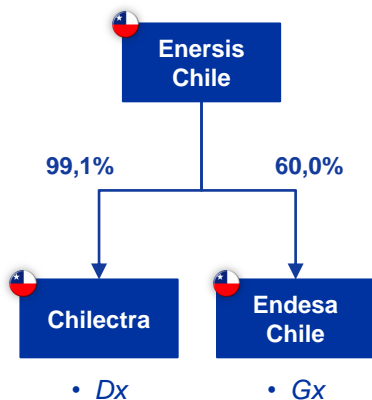 Enersis
Chile
99,1%
60,0%
Chilectra
Endesa
Chile
• Dx
• Gx